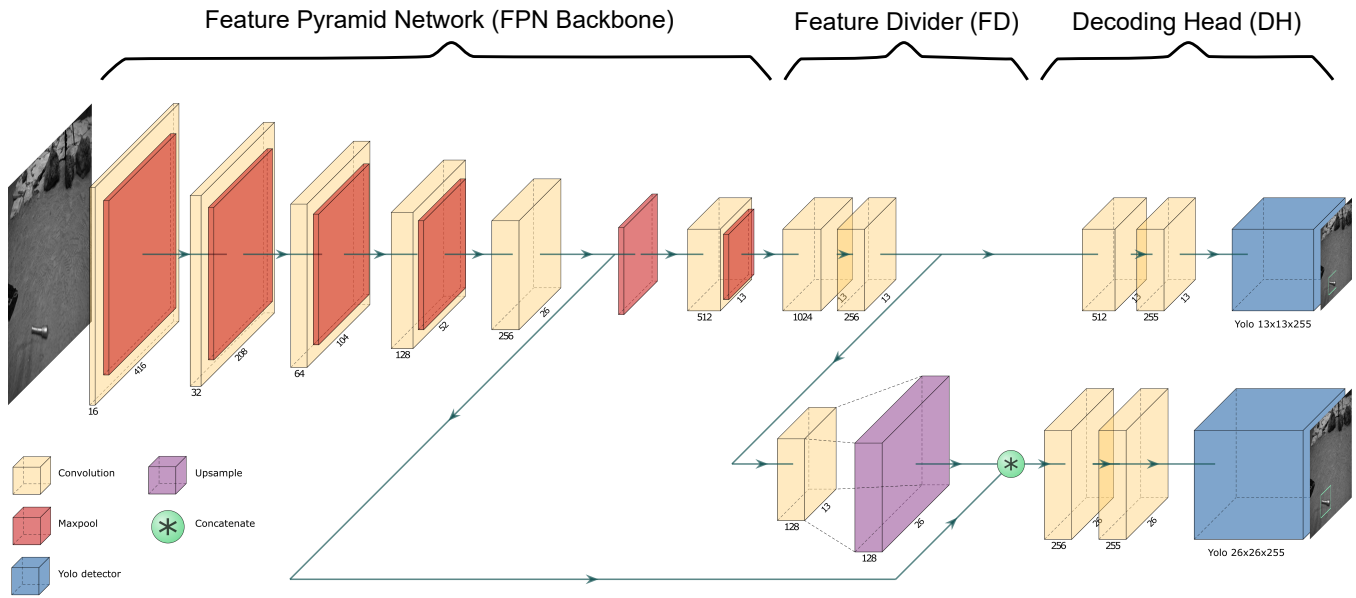 Feature Pyramid Network (FPN Backbone)
Feature Divider (FD)
Decoding Head (DH)
16
416
32
208
64
104
128
52
256
26
512
13
1024
13
256
13
512
13
255
13
Yolo 13x13x255
128
13
128
26
256
26
255
26
Yolo 26x26x255
Convolution
Upsample
Maxpool
Concatenate
Yolo detector